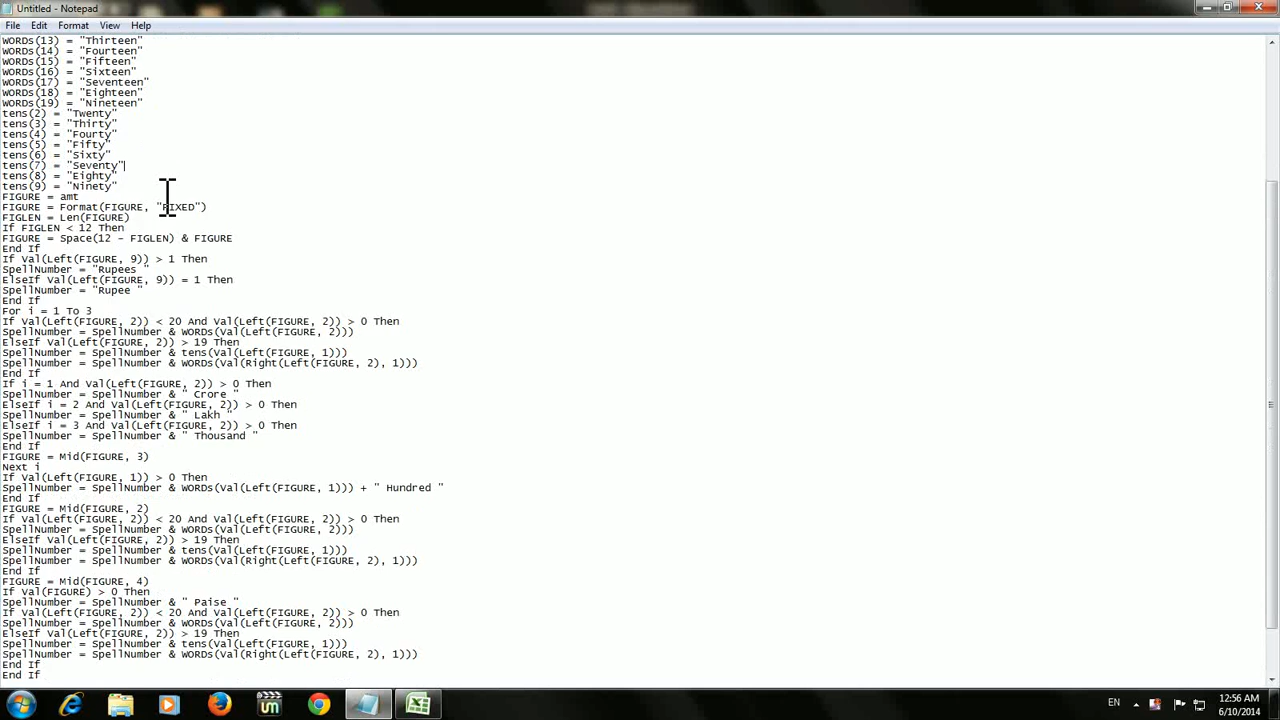 Untitled - Notepad
File Edit Format View Help
WORDs(13) = "Thirteen"
WORDs(14) = "Fourteen"
WORDs(15) = "Fifteen"
WORDs(16) = "Sixteen"
WORDs(17) = "Seventeen"
WORDs(18) = "Eighteen"
WORDs(19) = "Nineteen"
tens(2) = "Twenty"
tens(3) = "Thirty"
tens(4) = "Fourty"
tens(5) = "Fifty"
tens(6) = "Sixty"
tens(7) = "Seventy"
tens(8) = "Eighty"
tens(9) = "Ninety"
FIGURE = amt
FIGURE = Format(FIGURE, "FIXED")
FIGLEN = Len(FIGURE)
If FIGLEN < 12 Then
FIGURE = Space(12 - FIGLEN) & FIGURE
End If
If Val(Left(FIGURE, 9)) > 1 Then
SpellNumber = "Rupees "
ElseIf Val(Left(FIGURE, 9)) = 1 Then
SpellNumber = "Rupee "
End If
For i = 1 To 3
If Val(Left(FIGURE, 2)) < 20 And Val(Left(FIGURE, 2)) > 0 Then
SpellNumber = SpellNumber & WORDs(Val(Left(FIGURE, 2)))
ElseIf Val(Left(FIGURE, 2)) > 19 Then
SpellNumber = SpellNumber & tens(Val(Left(FIGURE, 1)))
SpellNumber = SpellNumber & WORDs(Val(Right(Left(FIGURE, 2), 1)))
End If
If i = 1 And Val(Left(FIGURE, 2)) > 0 Then
SpellNumber = SpellNumber & " Crore "
ElseIf i = 2 And Val(Left(FIGURE, 2)) > 0 Then
SpellNumber = SpellNumber & " Lakh "
ElseIf i = 3 And Val(Left(FIGURE, 2)) > 0 Then
SpellNumber = SpellNumber & " Thousand "
End If
FIGURE = Mid(FIGURE, 3)
Next i
If Val(Left(FIGURE, 1)) > 0 Then
SpellNumber = SpellNumber & WORDs(Val(Left(FIGURE, 1))) + " Hundred "
End If
FIGURE = Mid(FIGURE, 2)
If Val(Left(FIGURE, 2)) < 20 And Val(Left(FIGURE, 2)) > 0 Then
SpellNumber = SpellNumber & WORDs(Val(Left(FIGURE, 2)))
ElseIf Val(Left(FIGURE, 2)) > 19 Then
SpellNumber = SpellNumber & tens(Val(Left(FIGURE, 1)))
SpellNumber = SpellNumber & WORDs(Val(Right(Left(FIGURE, 2), 1)))
End If
FIGURE = Mid(FIGURE, 4)
If Val(FIGURE) > 0 Then
SpellNumber = SpellNumber & " Paise "
If Val(Left(FIGURE, 2)) < 20 And Val(Left(FIGURE, 2)) > 0 Then
SpellNumber = SpellNumber & WORDs(Val(Left(FIGURE, 2)))
ElseIf Val(Left(FIGURE, 2)) > 19 Then
SpellNumber = SpellNumber & tens(Val(Left(FIGURE, 1)))
SpellNumber = SpellNumber & WORDs(Val(Right(Left(FIGURE, 2), 1)))
End If
End If
EN
12:56 AM
6/10/2014